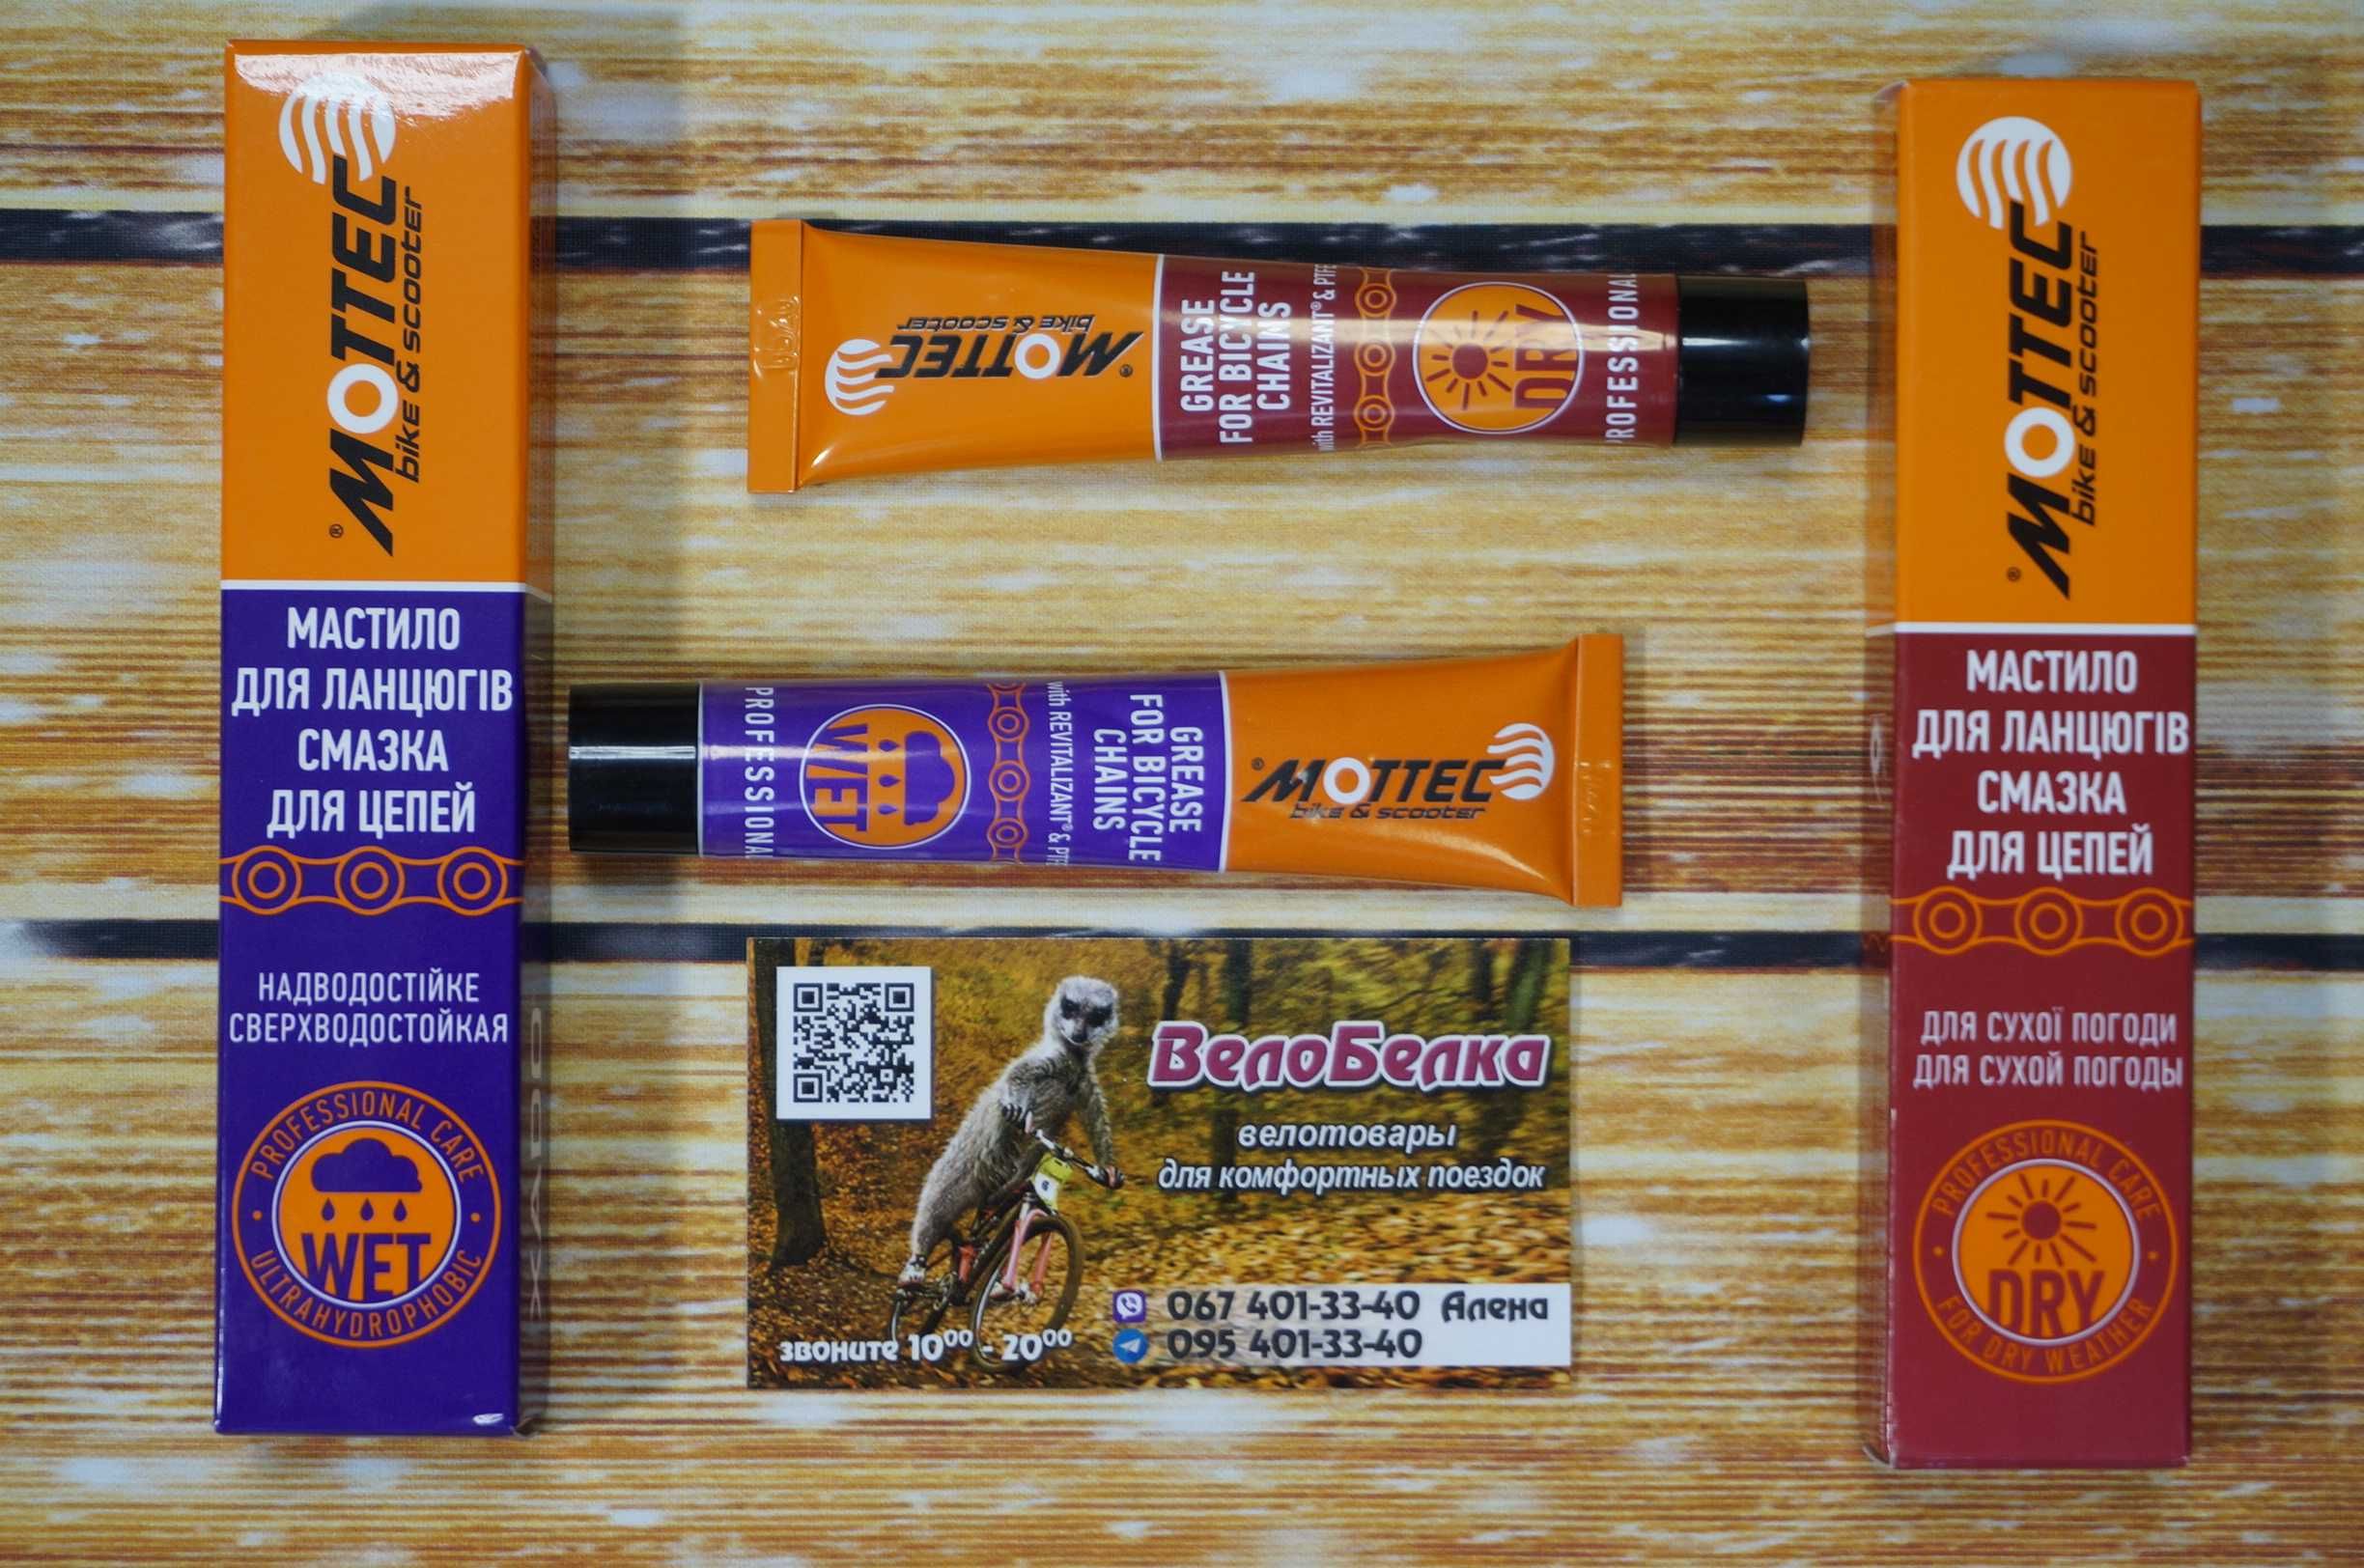 MOTTEC®
bike & scooter
МАСТИЛО
ДЛЯ ЛАНЦЮГІВ
СМАЗКА
ДЛЯ ЦЕПЕЙ
НАДВОДОСТІЙКЕ
СВЕРХВОДОСТОЙКАЯ
PROFESSIONAL CARE
WET
ULTRAHYDROPHOBIC
XADO
MOTTEC®
bike & scooter
GREASE
FOR BICYCLE
CHAINS
with REVITALIZANT® & PTFE
DRY
ROFESSIONAL
PROFESSIONAL
WET
with REVITALIZANT® & PTF
GREASE
FOR BICYCLE
CHAINS
MOTTEC®
bike & scooter
ВелоБелка
велотовары
для комфортных поездок
067 401-33-40 Алена
095 401-33-40
звоните 10⁰⁰ - 20⁰⁰
MOTTEC®
bike & scooter
МАСТИЛО
ДЛЯ ЛАНЦЮГІВ
СМАЗКА
ДЛЯ ЦЕПЕЙ
ДЛЯ СУХОЇ ПОГОДИ
ДЛЯ СУХОЙ ПОГОДЫ
PROFESSIONAL CARE
DRY
FOR DRY WEATHER